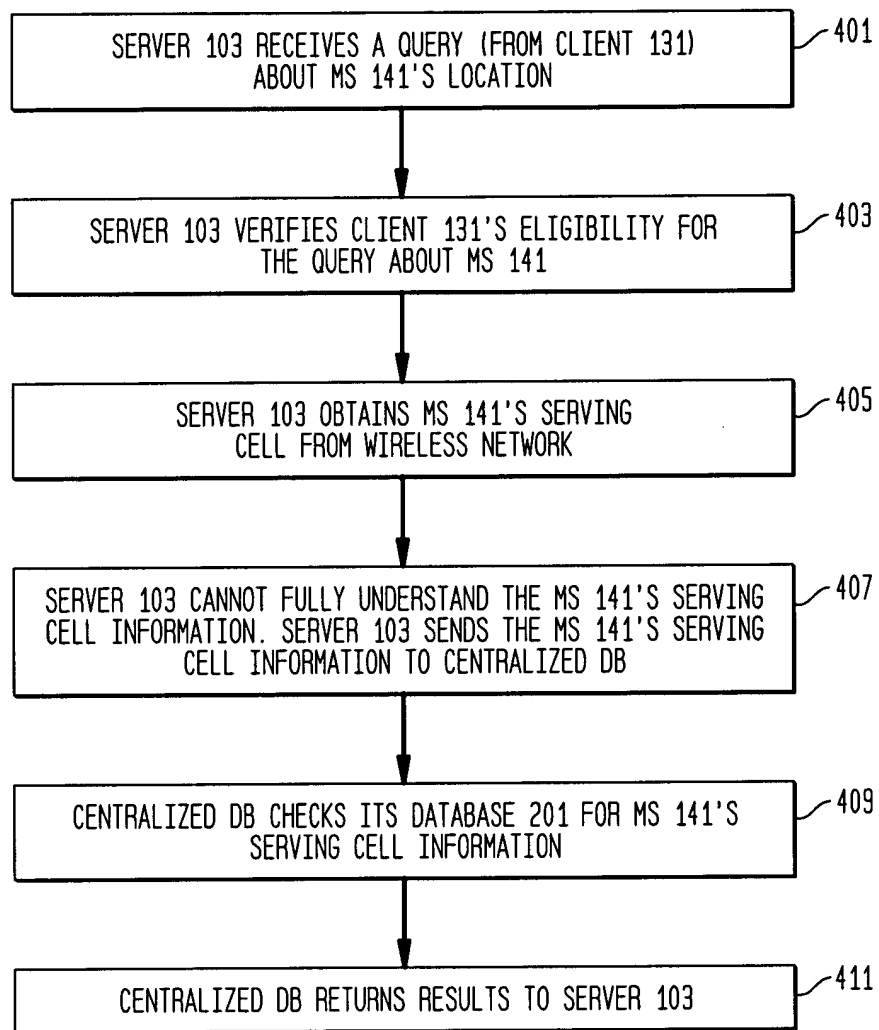 SERVER 103 RECEIVES A QUERY (FROM CLIENT 131)
ABOUT MS 141'S LOCATION
401
SERVER 103 VERIFIES CLIENT 131'S ELIGIBILITY FOR
THE QUERY ABOUT MS 141
403
SERVER 103 OBTAINS MS 141'S SERVING
CELL FROM WIRELESS NETWORK
405
SERVER 103 CANNOT FULLY UNDERSTAND THE MS 141'S SERVING
CELL INFORMATION. SERVER 103 SENDS THE MS 141'S SERVING
CELL INFORMATION TO CENTRALIZED DB
407
CENTRALIZED DB CHECKS ITS DATABASE 201 FOR MS 141'S
SERVING CELL INFORMATION
409
CENTRALIZED DB RETURNS RESULTS TO SERVER 103
411